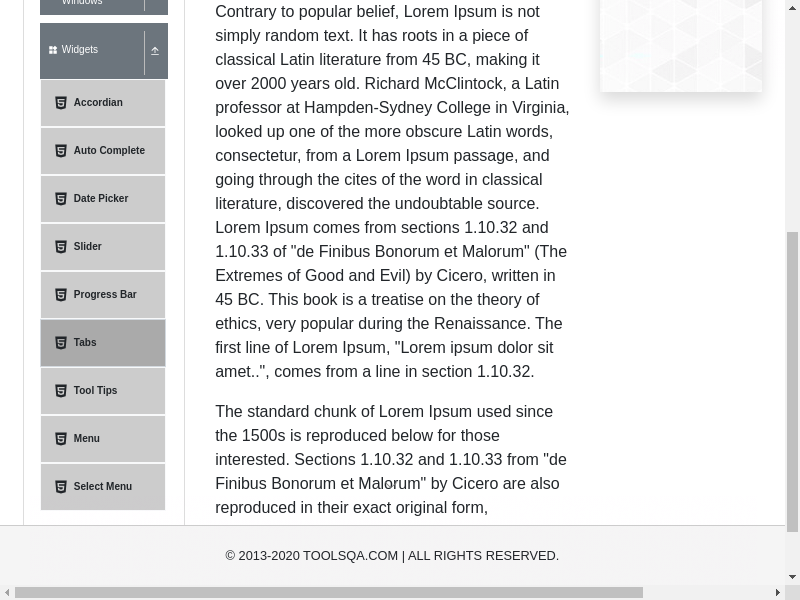 Windows
Widgets
Accordian
Auto Complete
Date Picker
Slider
Progress Bar
Tabs
Tool Tips
Menu
Select Menu
Contrary to popular belief, Lorem Ipsum is not
simply random text. It has roots in a piece of
classical Latin literature from 45 BC, making it
over 2000 years old. Richard McClintock, a Latin
professor at Hampden-Sydney College in Virginia,
looked up one of the more obscure Latin words,
consectetur, from a Lorem Ipsum passage, and
going through the cites of the word in classical
literature, discovered the undoubtable source.
Lorem Ipsum comes from sections 1.10.32 and
1.10.33 of "de Finibus Bonorum et Malorum" (The
Extremes of Good and Evil) by Cicero, written in
45 BC. This book is a treatise on the theory of
ethics, very popular during the Renaissance. The
first line of Lorem Ipsum, "Lorem ipsum dolor sit
amet..", comes from a line in section 1.10.32.
The standard chunk of Lorem Ipsum used since
the 1500s is reproduced below for those
interested. Sections 1.10.32 and 1.10.33 from "de
Finibus Bonorum et Malorum" by Cicero are also
reproduced in their exact original form,
© 2013-2020 TOOLSQA.COM | ALL RIGHTS RESERVED.